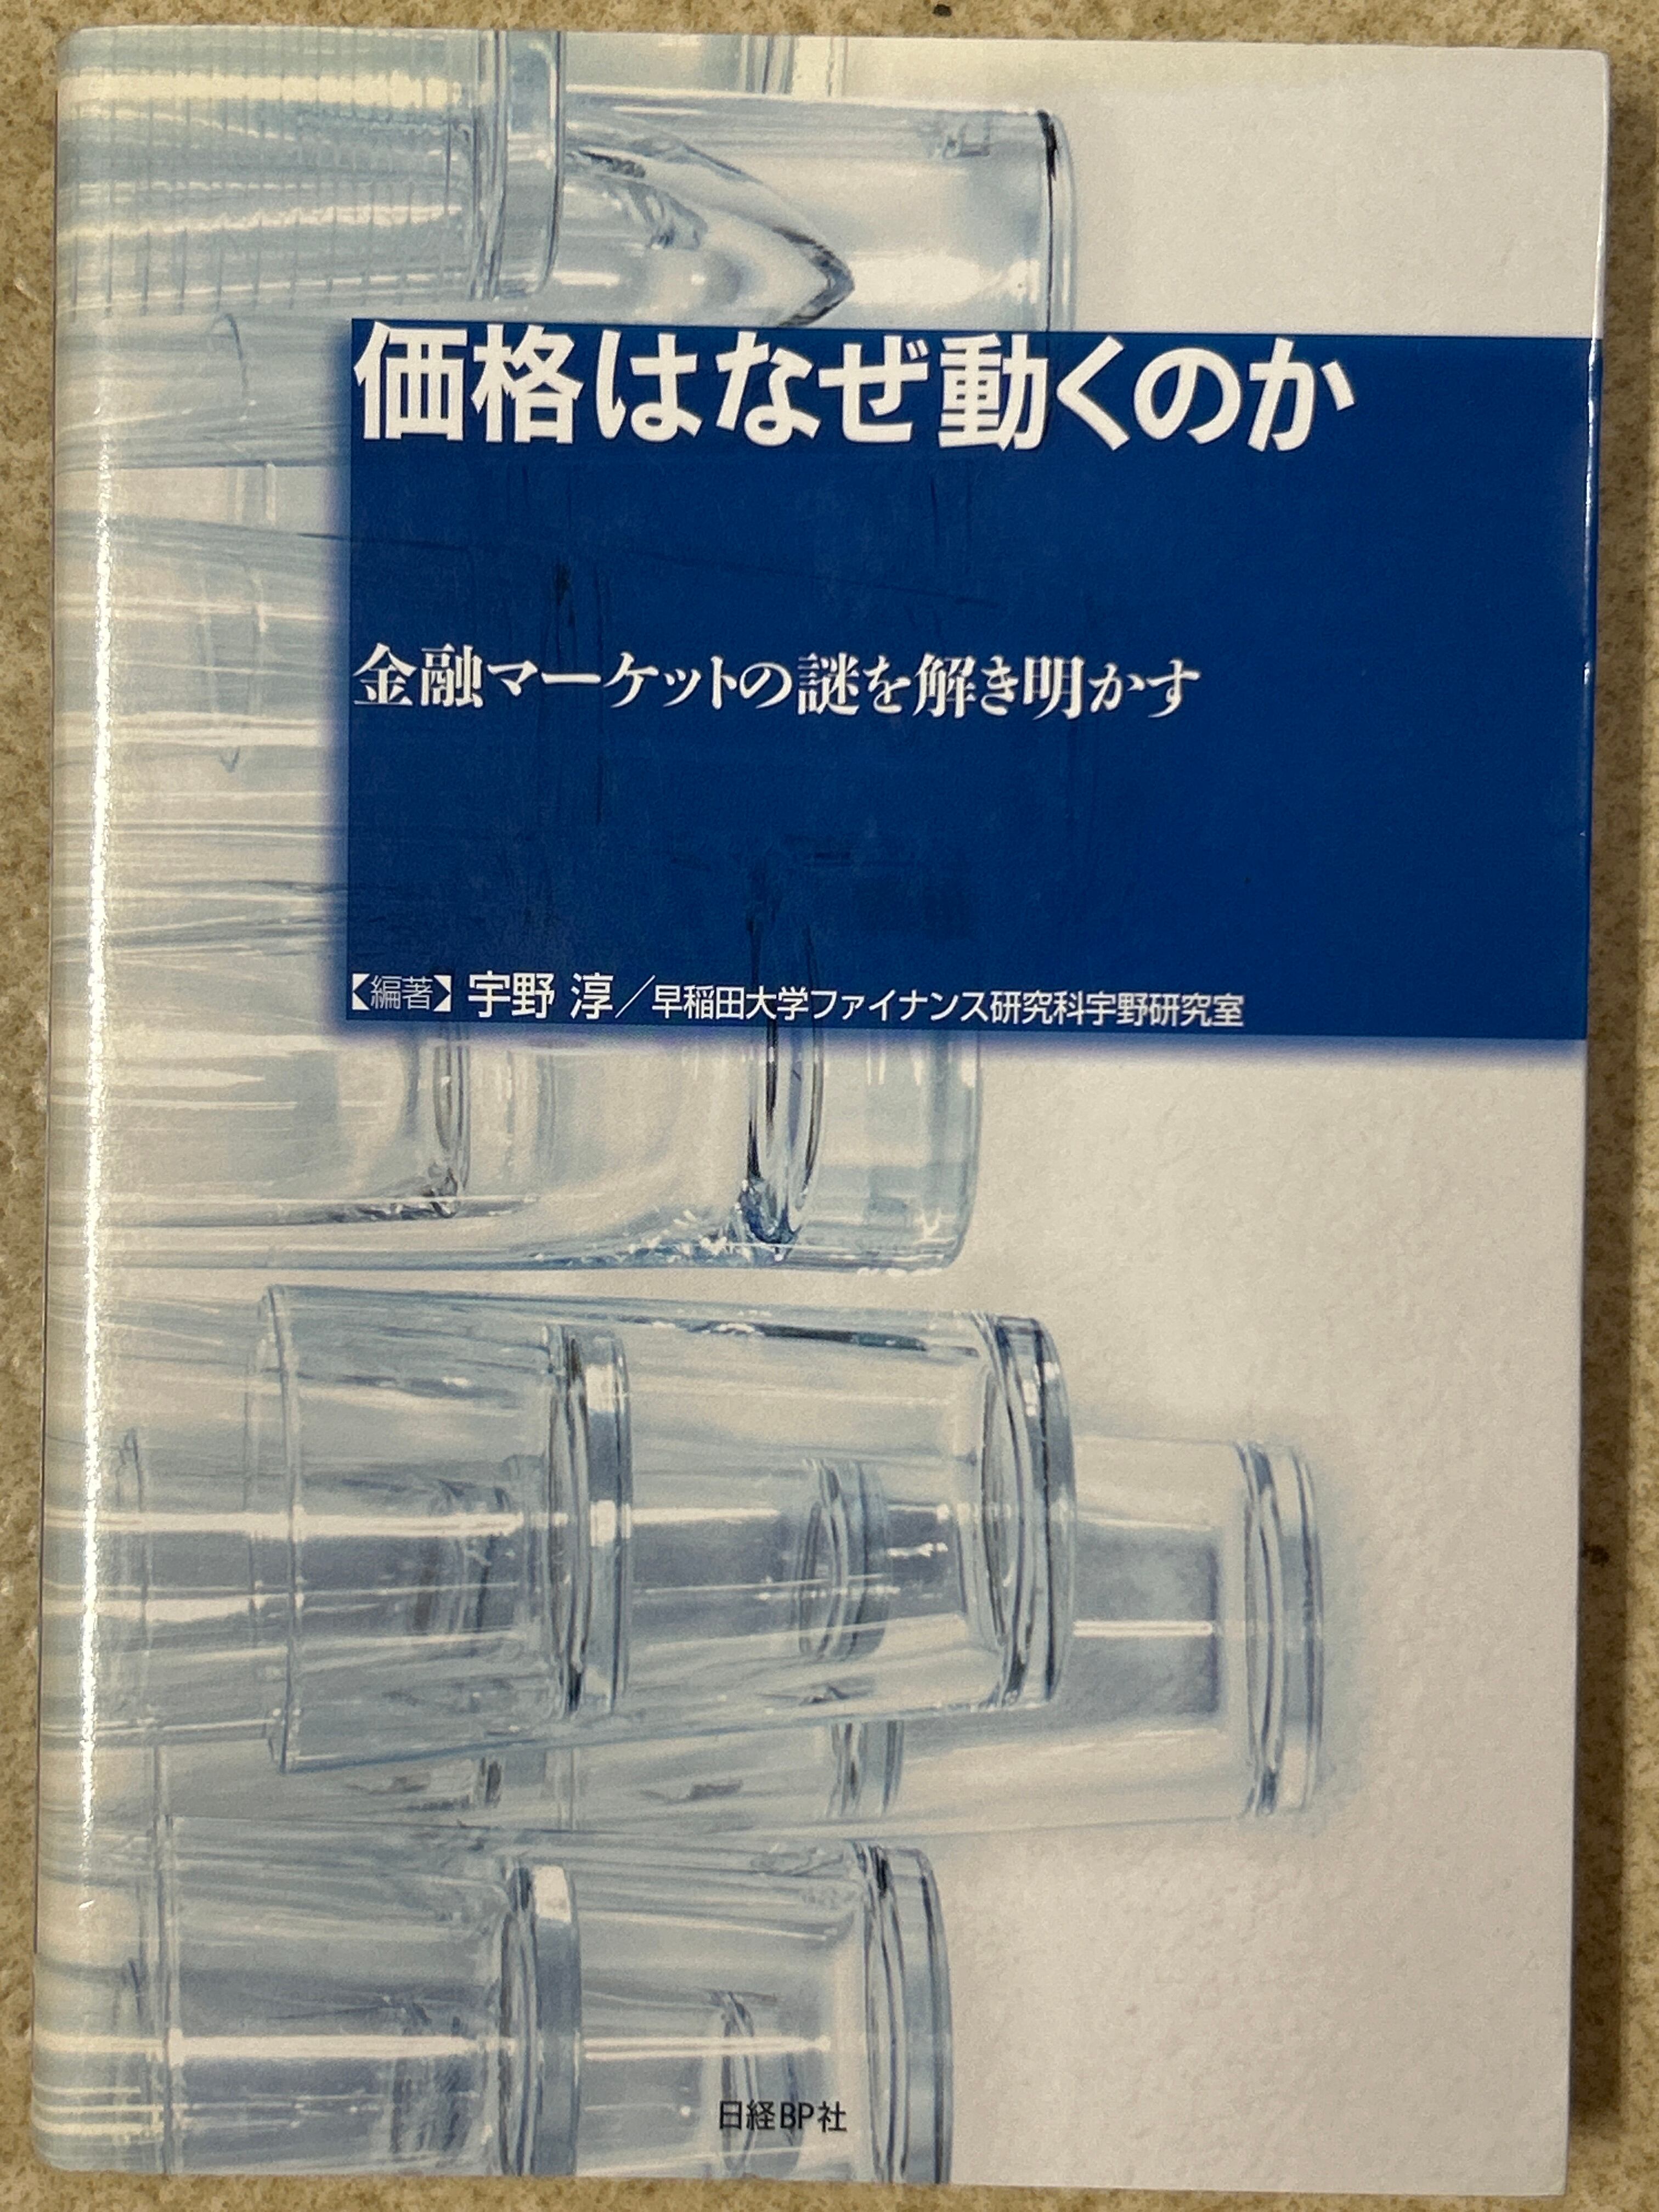 価格はなぜ動くのか
金融マーケットの謎を解き明かす
【編著】宇野 淳／早稲田大学ファイナンス研究科宇野研究室
日経BP社